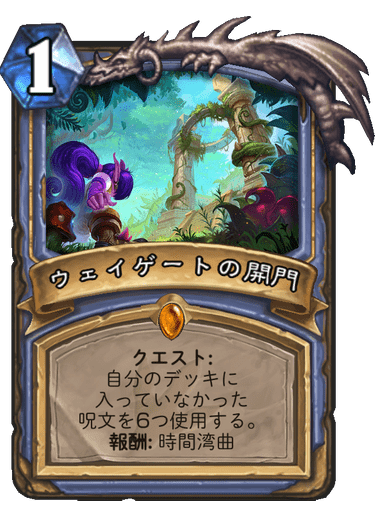 1
ウェイゲートの開門
クエスト:
自分のデッキに
入っていなかった
呪文を6つ使用する。
報酬: 時間湾曲